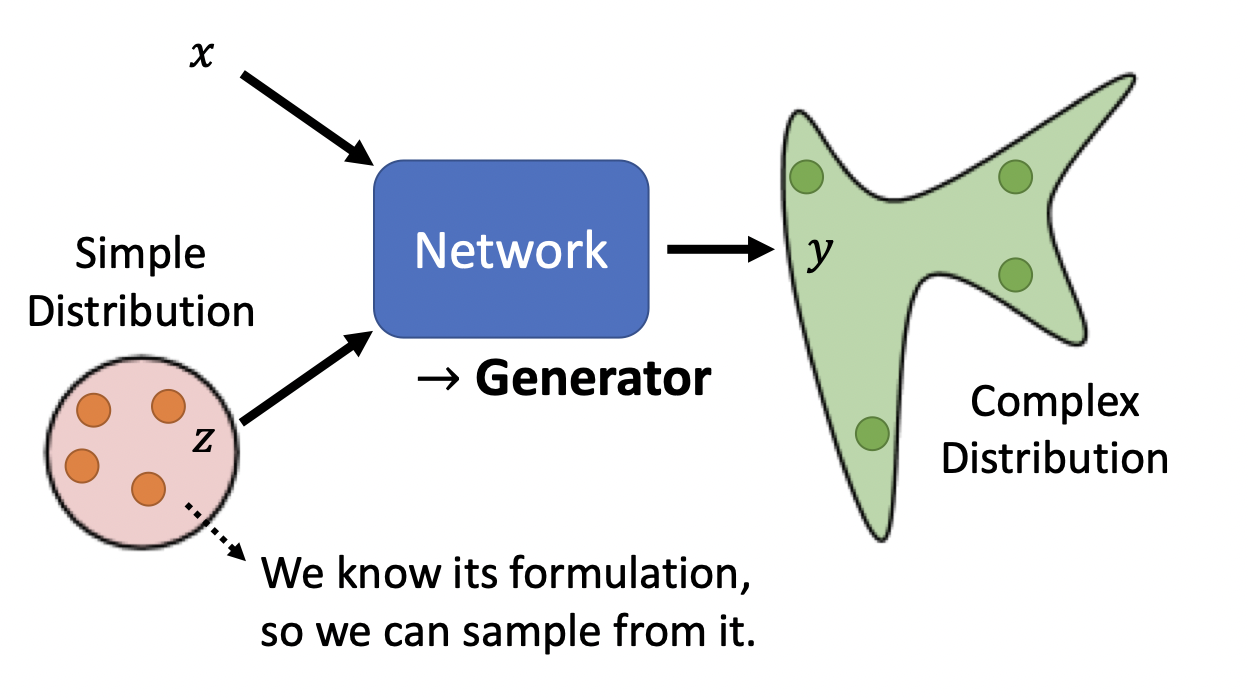 x
Simple
Distribution
z
Network
→ Generator
y
Complex
Distribution
We know its formulation,
so we can sample from it.